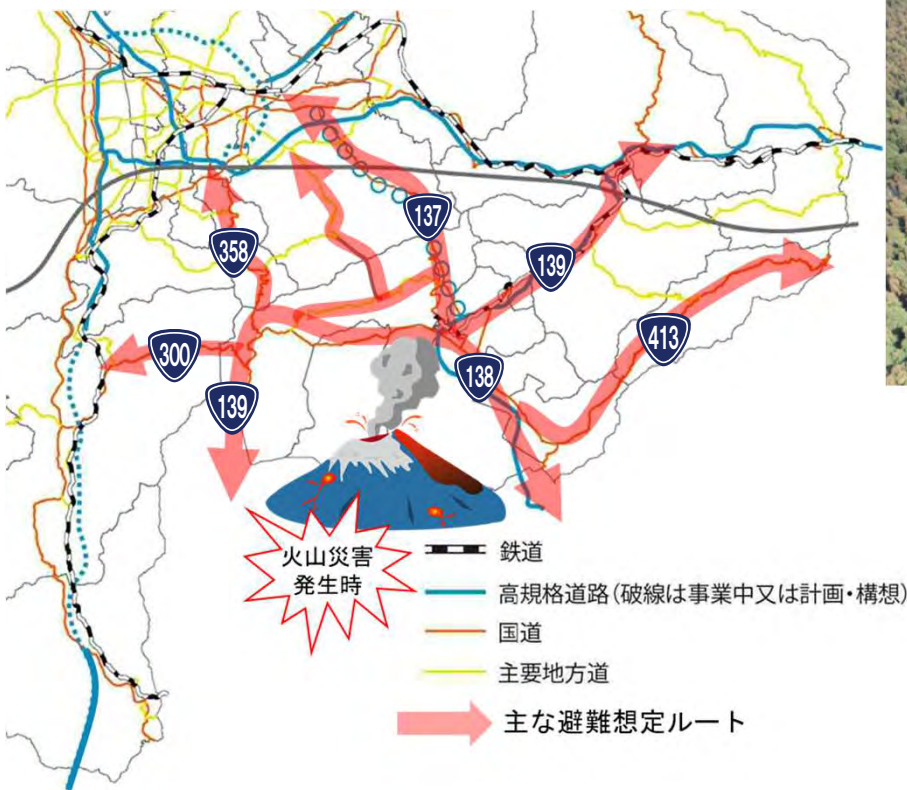 137
358
139
413
300
138
139
火山災害
発生時
鉄道
高規格道路(破線は事業中又は計画・構想)
国道
主要地方道
主な避難想定ルート